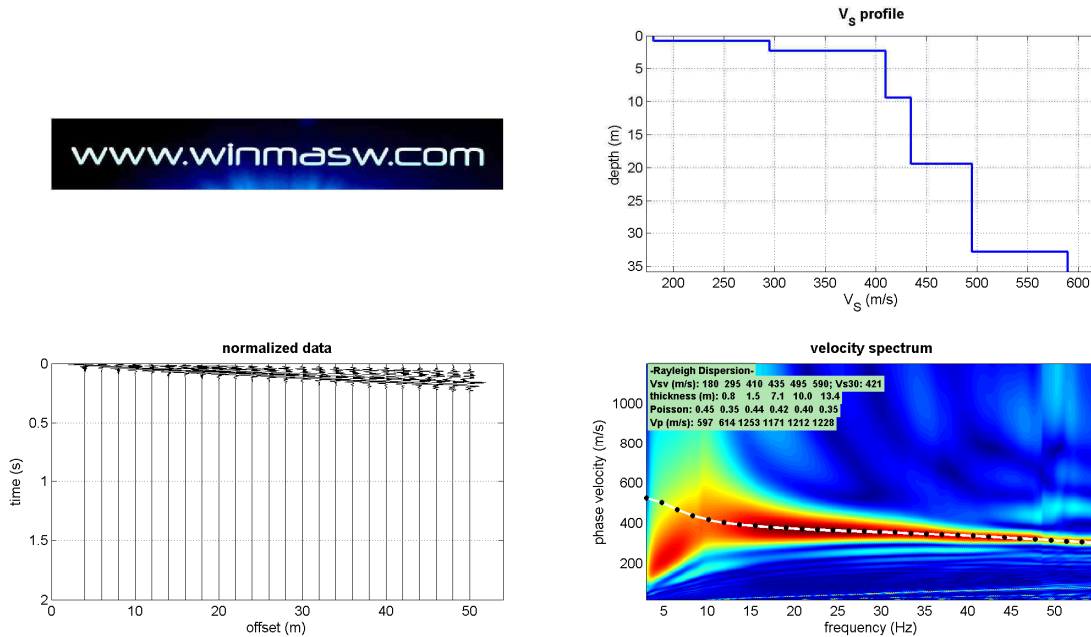 www.winmasw.com
V_S profile
0
5
10
15
20
25
30
35
depth (m)
200 250 300 350 400 450 500 550 600
V_S (m/s)
normalized data
0
0.5
1
1.5
2
time (s)
0 10 20 30 40 50
offset (m)
velocity spectrum
-Rayleigh Dispersion-
Vsv (m/s): 180 295 410 435 495 590; Vs30: 421
thickness (m): 0.8 1.5 7.1 10.0 13.4
Poisson: 0.45 0.35 0.44 0.42 0.40 0.35
Vp (m/s): 597 614 1253 1171 1212 1228
1000
800
600
400
200
phase velocity (m/s)
5 10 15 20 25 30 35 40 45 50
frequency (Hz)